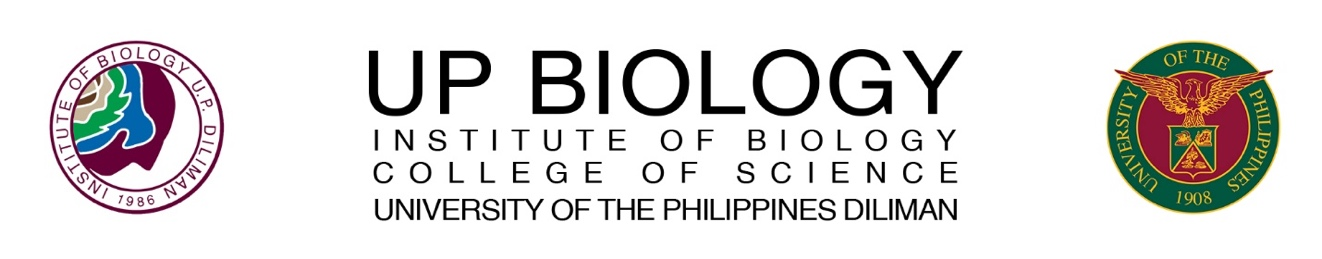 INSTITUTE OF BIOLOGY U.P. DILIMAN
1986
UP BIOLOGY
INSTITUTE OF BIOLOGY
COLLEGE OF SCIENCE
UNIVERSITY OF THE PHILIPPINES DILIMAN
UNIVERSITY OF THE PHILIPPINES
1908